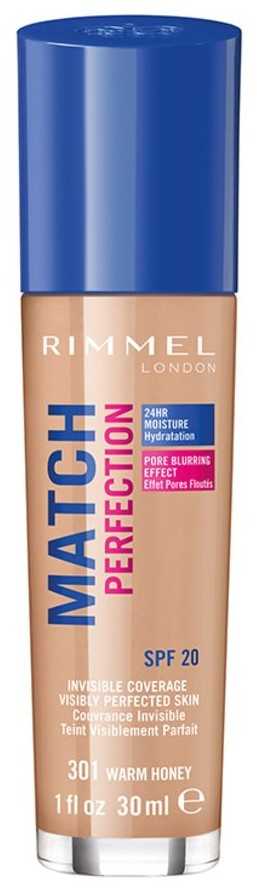 RIMMEL
LONDON
MATCH
PERFECTION
24HR
MOISTURE
Hydratation
PORE BLURRING
EFFECT
Effet Pores Floutés
SPF 20
INVISIBLE COVERAGE
VISIBLY PERFECTED SKIN
Couvrance Invisible
Teint Visiblement Parfait
301 WARM HONEY
1 fl oz 30 ml e